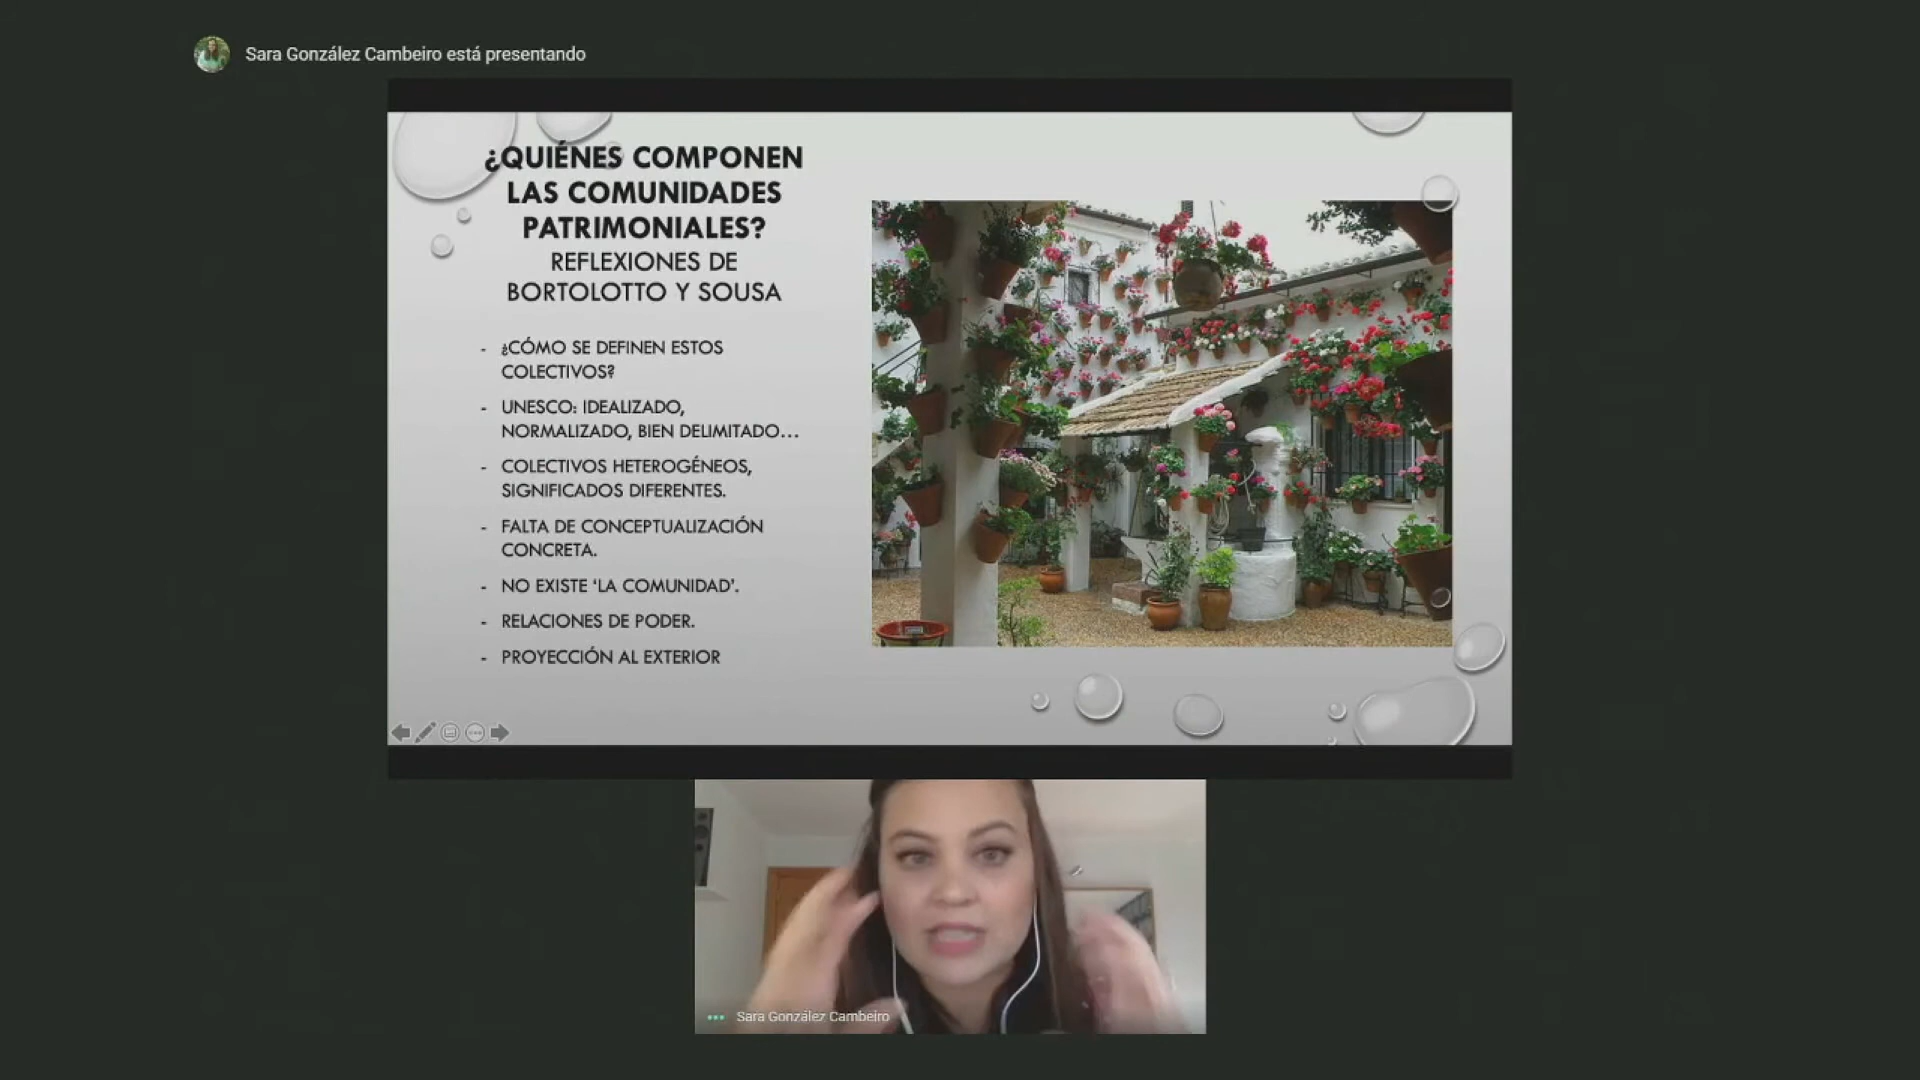 Sara González Cambeiro está presentando
¿QUIÉNES COMPONEN
LAS COMUNIDADES
PATRIMONIALES?
REFLEXIONES DE
BORTOLOTTO Y SOUSA
- ¿CÓMO SE DEFINEN ESTOS
COLECTIVOS?
- UNESCO: IDEALIZADO,
NORMALIZADO, BIEN DELIMITADO...
- COLECTIVOS HETEROGÉNEOS,
SIGNIFICADOS DIFERENTES.
- FALTA DE CONCEPTUALIZACIÓN
CONCRETA.
- NO EXISTE ‘LA COMUNIDAD’.
- RELACIONES DE PODER.
- PROYECCIÓN AL EXTERIOR
Sara González Cambeiro